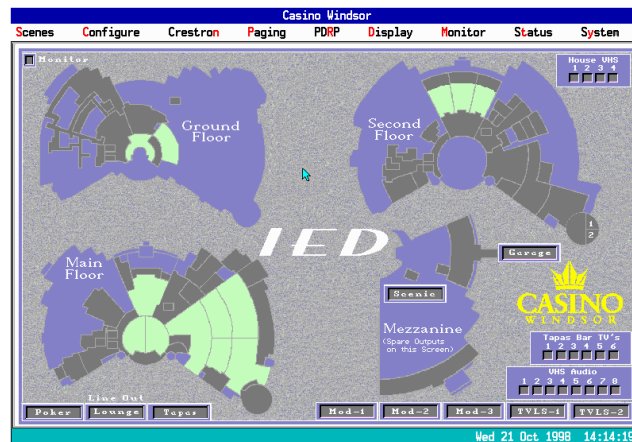 Casino Windsor
Scenes Configure Crestron Paging PDRP Display Monitor Status System
Monitor
House VHS
1 2 3 4
Ground
Floor
Second
Floor
1
2
IED
Garage
Main
Floor
Scenic
CASINO
WINDSOR
Mezzanine
(Spare Outputs
on this Screen)
Tapas Bar TV's
1 2 3 4 5 6
VHS Audio
1 2 3 4 5 6 7 8
Line Out
Poker Lounge Tapas Mod-1 Mod-2 Mod-3 TVLS-1 TVLS-2
Wed 21 Oct 1998 14:14:19